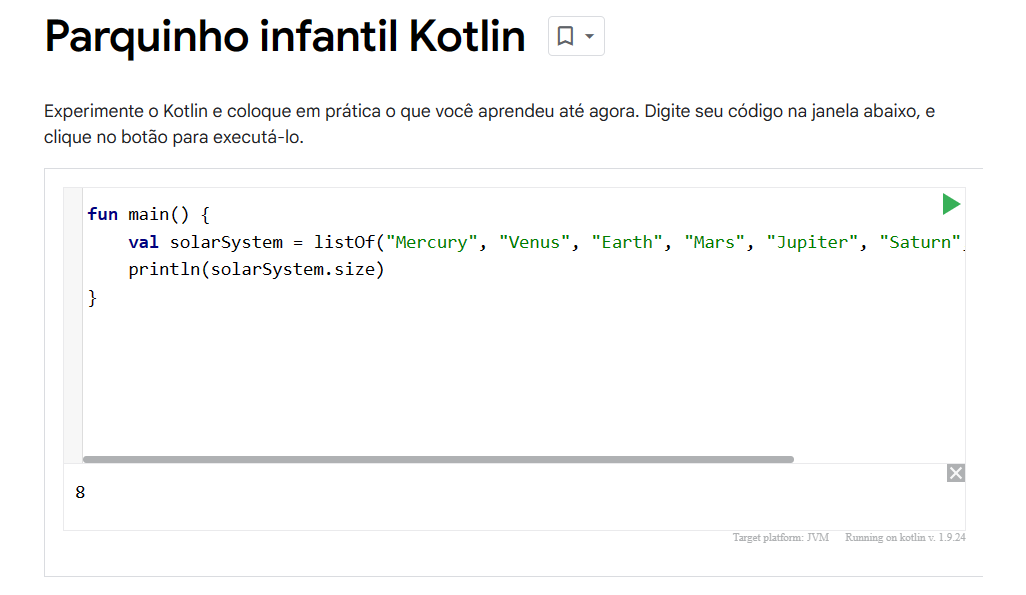 Parquinho infantil Kotlin
Experimente o Kotlin e coloque em prática o que você aprendeu até agora. Digite seu código na janela abaixo, e
clique no botão para executá-lo.
fun main() {
    val solarSystem = listOf("Mercury", "Venus", "Earth", "Mars", "Jupiter", "Saturn",
    println(solarSystem.size)
}
8
Target platform: JVM Running on kotlin v. 1.9.24